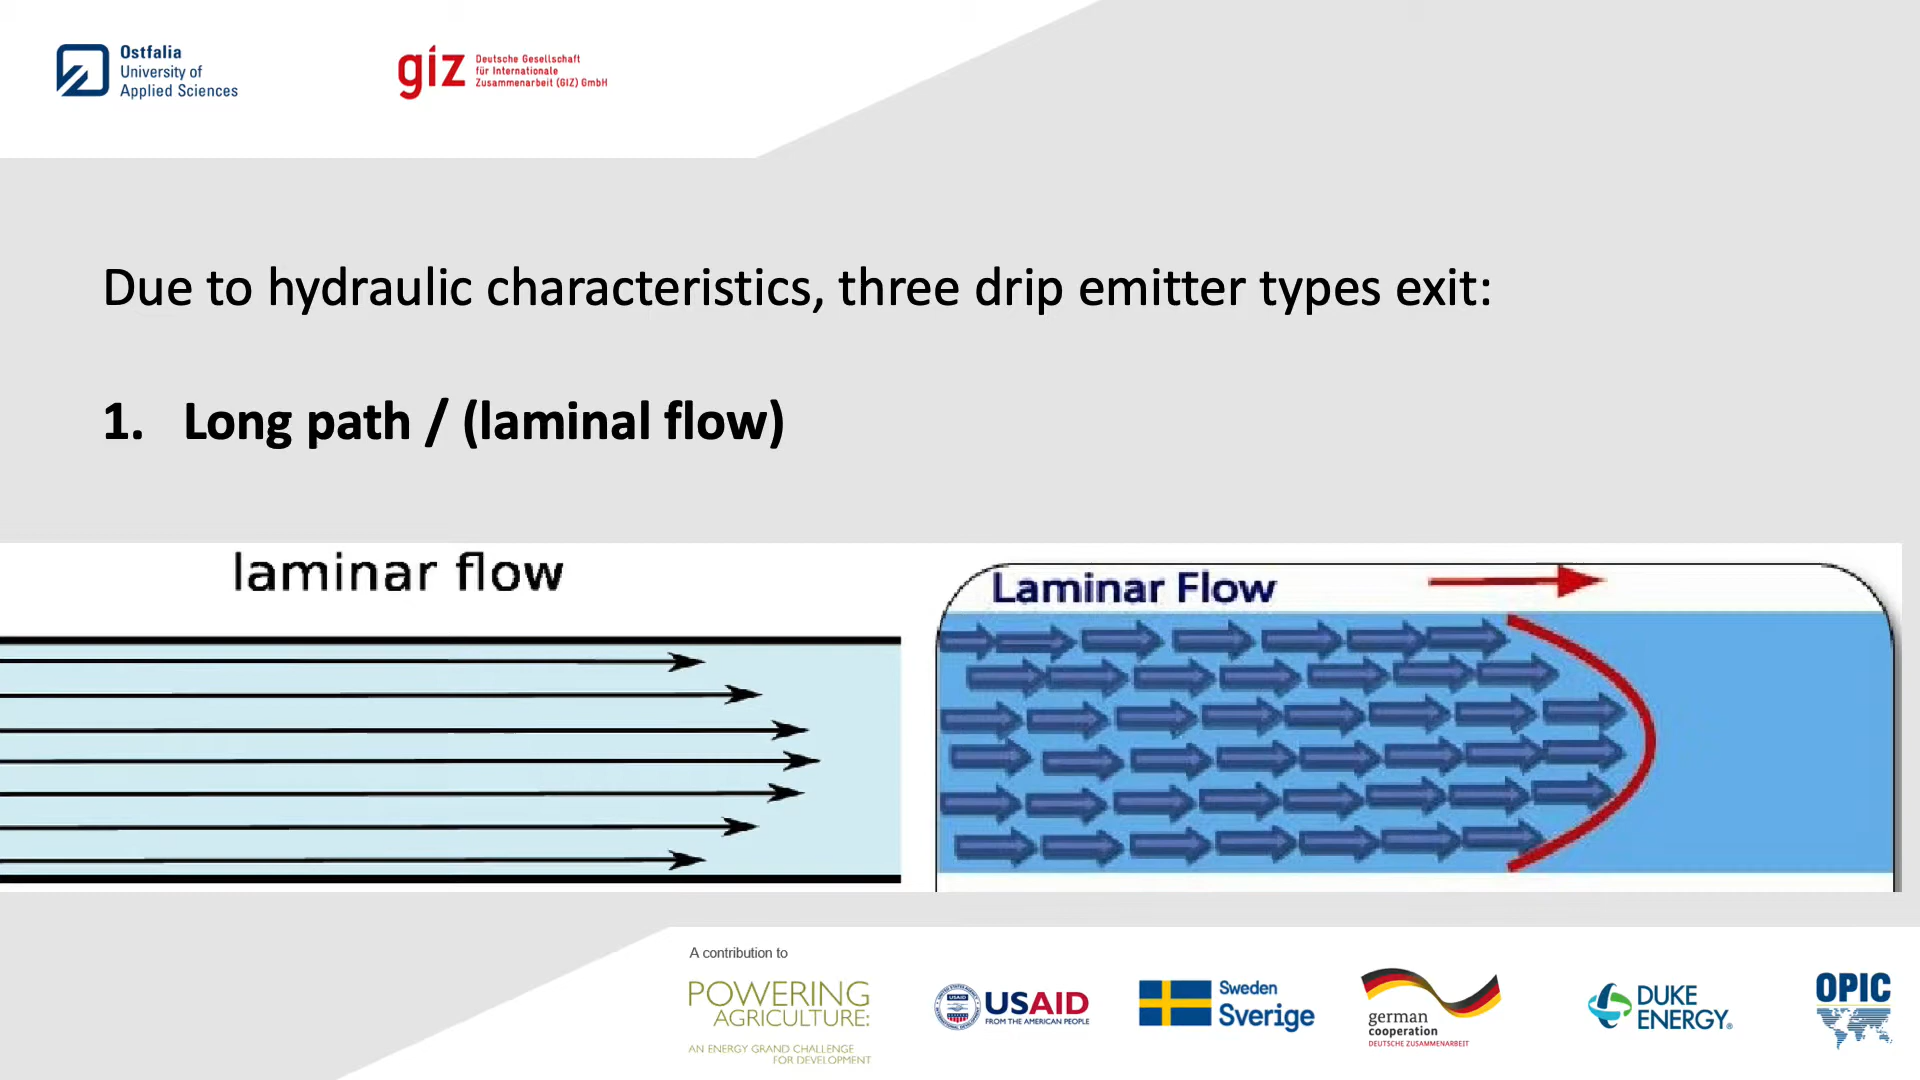 Ostfalia
University of
Applied Sciences
giz
Deutsche Gesellschaft
für Internationale
Zusammenarbeit (GIZ) GmbH
Due to hydraulic characteristics, three drip emitter types exit:
1. Long path / (laminal flow)
laminar flow
Laminar Flow
A contribution to
POWERING
AGRICULTURE:
AN ENERGY GRAND CHALLENGE
FOR DEVELOPMENT
USAID
FROM THE AMERICAN PEOPLE
Sweden
Sverige
german
cooperation
DEUTSCHE ZUSAMMENARBEIT
DUKE
ENERGY®
OPIC